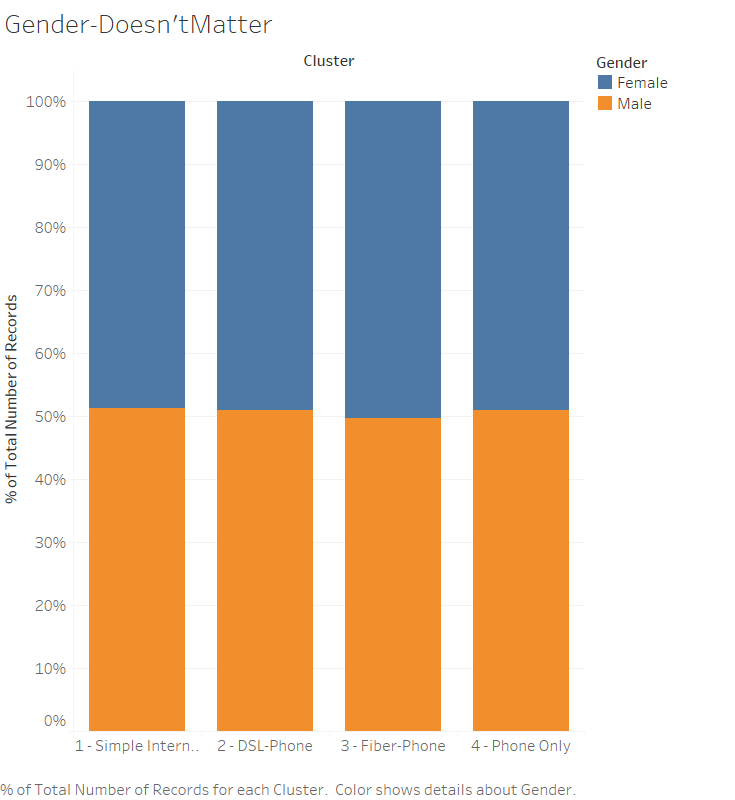 Gender-Doesn'tMatter
Cluster
Gender
Female
Male
% of Total Number of Records
100%
90%
80%
70%
60%
50%
40%
30%
20%
10%
0%
1 - Simple Intern.. 2 - DSL-Phone 3 - Fiber-Phone 4 - Phone Only
% of Total Number of Records for each Cluster. Color shows details about Gender.